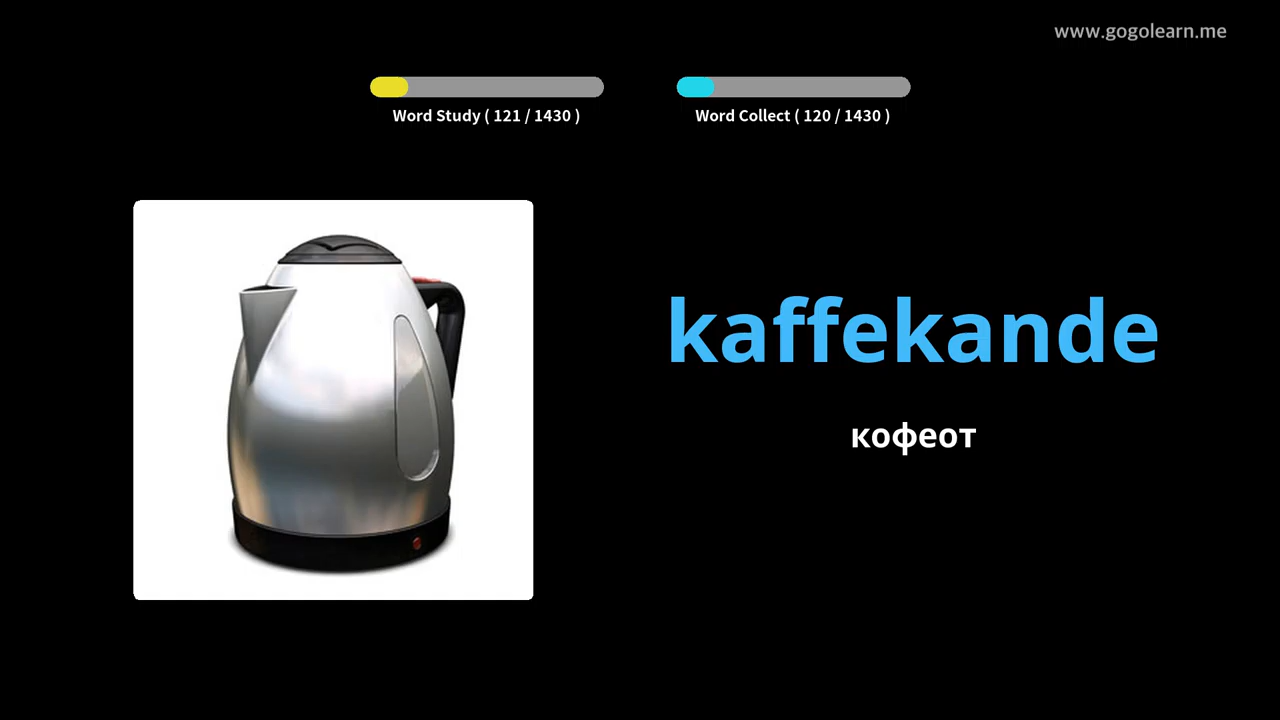 www.gogolearn.me
Word Study ( 121 / 1430 )
Word Collect ( 120 / 1430 )
kaffekande
кофеот